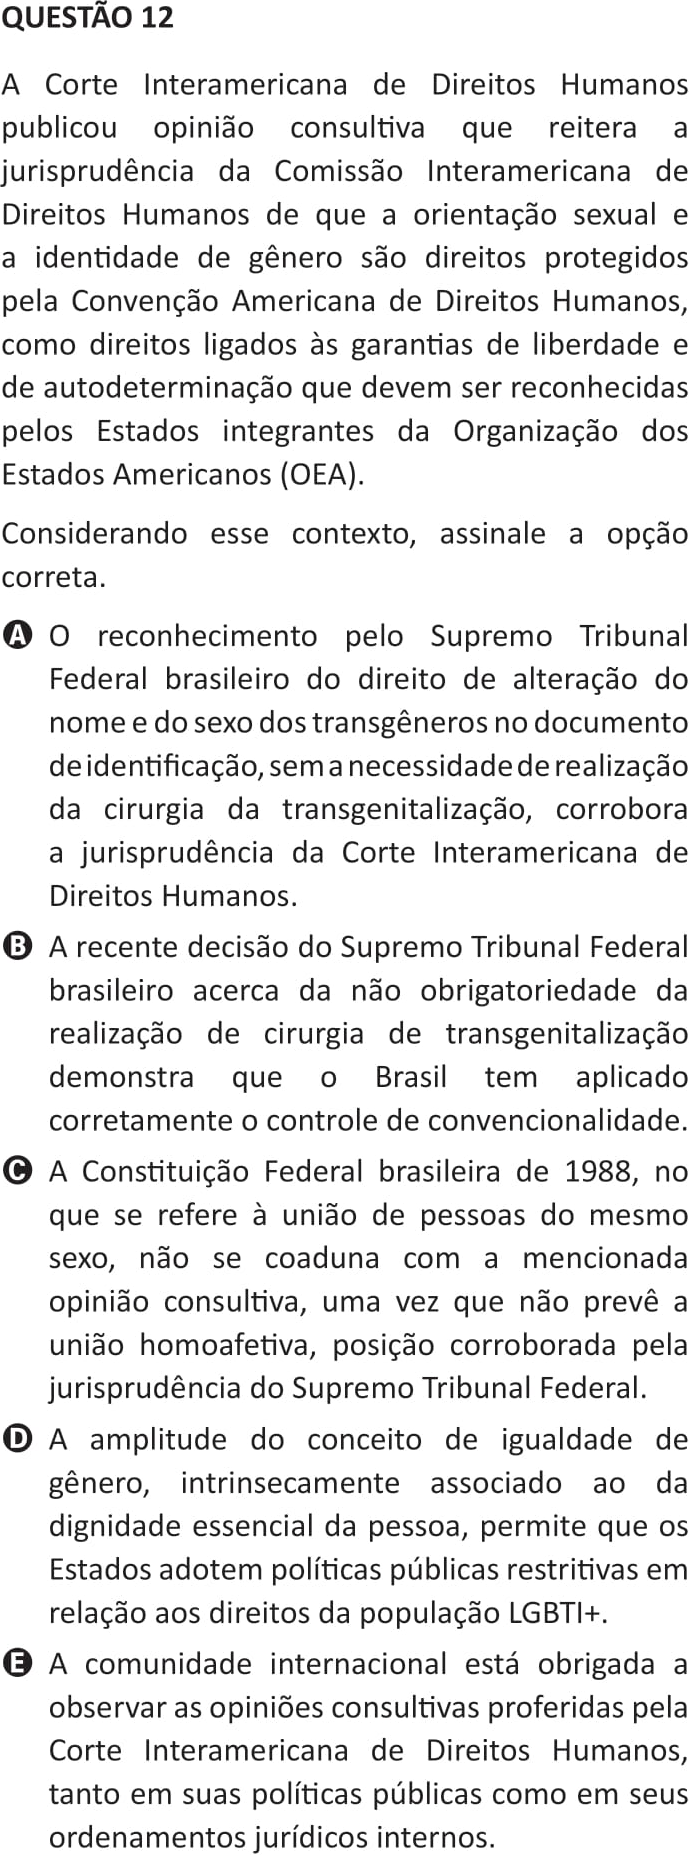 QUESTÃO 12
A Corte Interamericana de Direitos Humanos
publicou opinião consultiva que reitera a
jurisprudência da Comissão Interamericana de
Direitos Humanos de que a orientação sexual e
a identidade de gênero são direitos protegidos
pela Convenção Americana de Direitos Humanos,
como direitos ligados às garantias de liberdade e
de autodeterminação que devem ser reconhecidas
pelos Estados integrantes da Organização dos
Estados Americanos (OEA).
Considerando esse contexto, assinale a opção
correta.
A O reconhecimento pelo Supremo Tribunal
Federal brasileiro do direito de alteração do
nome e do sexo dos transgêneros no documento
de identificação, sem a necessidade de realização
da cirurgia da transgenitalização, corrobora
a jurisprudência da Corte Interamericana de
Direitos Humanos.
B A recente decisão do Supremo Tribunal Federal
brasileiro acerca da não obrigatoriedade da
realização de cirurgia de transgenitalização
demonstra que o Brasil tem aplicado
corretamente o controle de convencionalidade.
C A Constituição Federal brasileira de 1988, no
que se refere à união de pessoas do mesmo
sexo, não se coaduna com a mencionada
opinião consultiva, uma vez que não prevê a
união homoafetiva, posição corroborada pela
jurisprudência do Supremo Tribunal Federal.
D A amplitude do conceito de igualdade de
gênero, intrinsecamente associado ao da
dignidade essencial da pessoa, permite que os
Estados adotem políticas públicas restritivas em
relação aos direitos da população LGBTI+.
E A comunidade internacional está obrigada a
observar as opiniões consultivas proferidas pela
Corte Interamericana de Direitos Humanos,
tanto em suas políticas públicas como em seus
ordenamentos jurídicos internos.